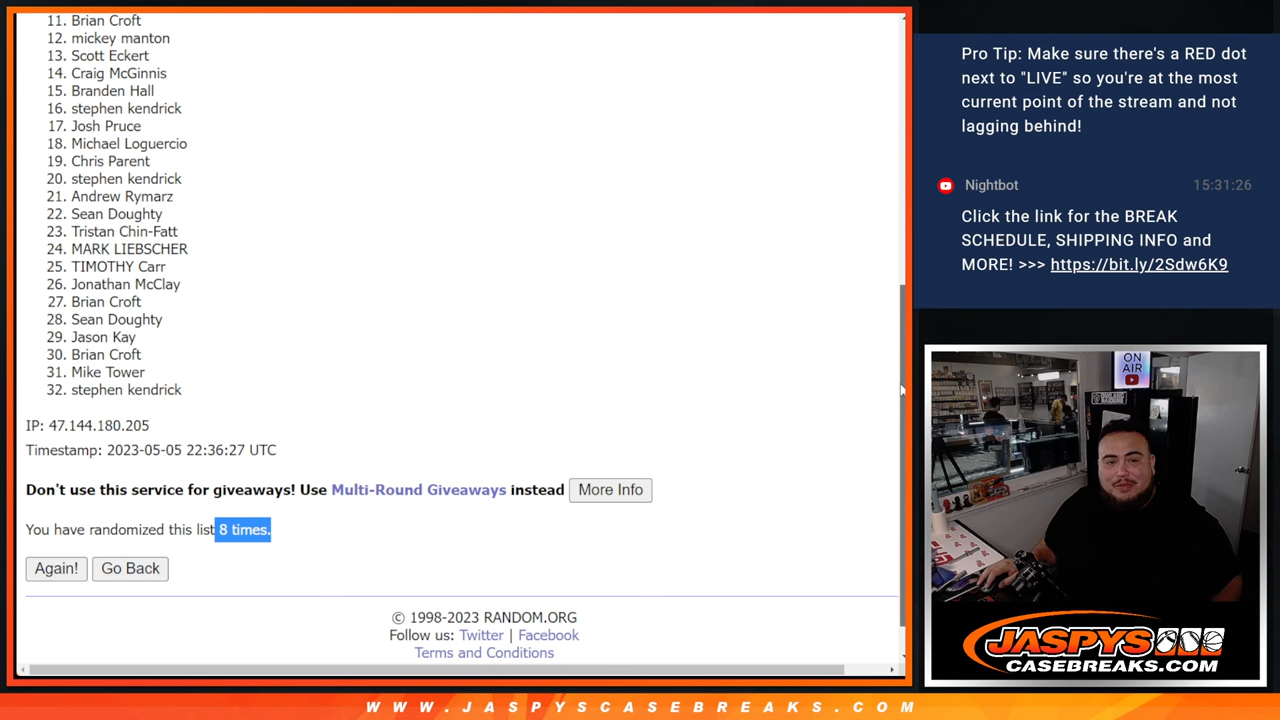 11. Brian Croft
12. mickey manton
13. Scott Eckert
14. Craig McGinnis
15. Branden Hall
16. stephen kendrick
17. Josh Pruce
18. Michael Loguercio
19. Chris Parent
20. stephen kendrick
21. Andrew Rymarz
22. Sean Doughty
23. Tristan Chin-Fatt
24. MARK LIEBSCHER
25. TIMOTHY Carr
26. Jonathan McClay
27. Brian Croft
28. Sean Doughty
29. Jason Kay
30. Brian Croft
31. Mike Tower
32. stephen kendrick
IP: 47.144.180.205
Timestamp: 2023-05-05 22:36:27 UTC
Don't use this service for giveaways! Use Multi-Round Giveaways instead More Info
You have randomized this list 8 times.
Again! Go Back
© 1998-2023 RANDOM.ORG
Follow us: Twitter | Facebook
Terms and Conditions
Pro Tip: Make sure there's a RED dot
next to "LIVE" so you're at the most
current point of the stream and not
lagging behind!
Nightbot 15:31:26
Click the link for the BREAK
SCHEDULE, SHIPPING INFO and
MORE! >>> https://bit.ly/2Sdw6K9
ON
AIR
JASPYS
CASEBREAKS.COM
WWW.JASPYSCASEBREAKS.COM